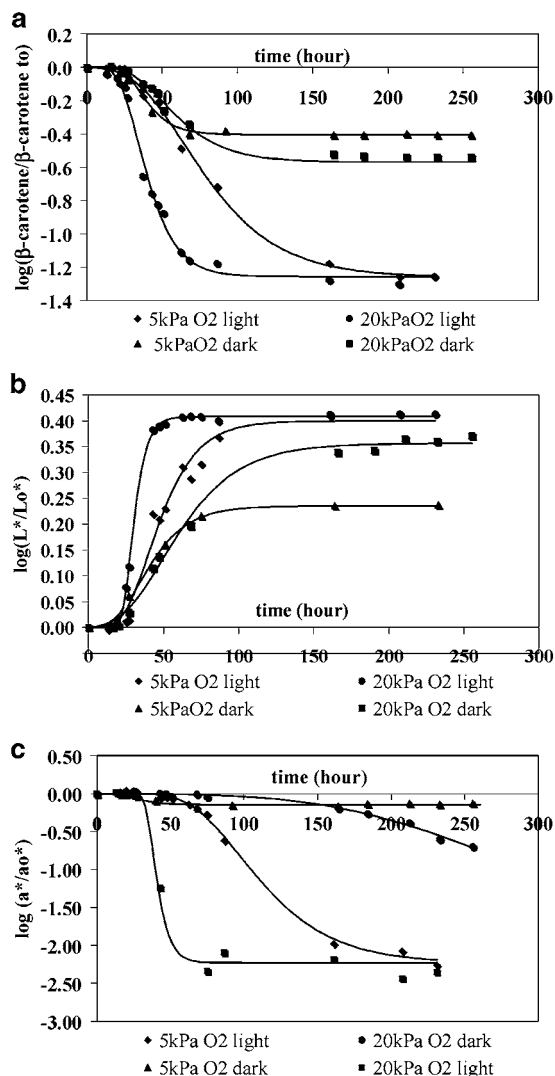 a
0.2
time (hour)
0.0
0 50 100 150 200 250 300
-0.2
-0.4
-0.6
-0.8
-1.0
-1.2
-1.4
log(β-carotene/β-carotene to)
5kPa O2 light 20kPaO2 light
5kPaO2 dark 20kPaO2 dark
b
0.45
0.40
0.35
0.30
0.25
0.20
0.15
0.10
0.05
0.00
log(L*/Lo*)
time (hour)
0 50 100 150 200 250 300
5kPa O2 light 20kPa O2 light
5kPaO2 dark 20kPa O2 dark
c
0.50
time (hour)
0.00
0 50 100 150 200 250 300
-0.50
-1.00
-1.50
-2.00
-2.50
-3.00
log (a*/ao*)
5kPa O2 light 20kPa O2 dark
5kPa O2 dark 20kPa O2 light